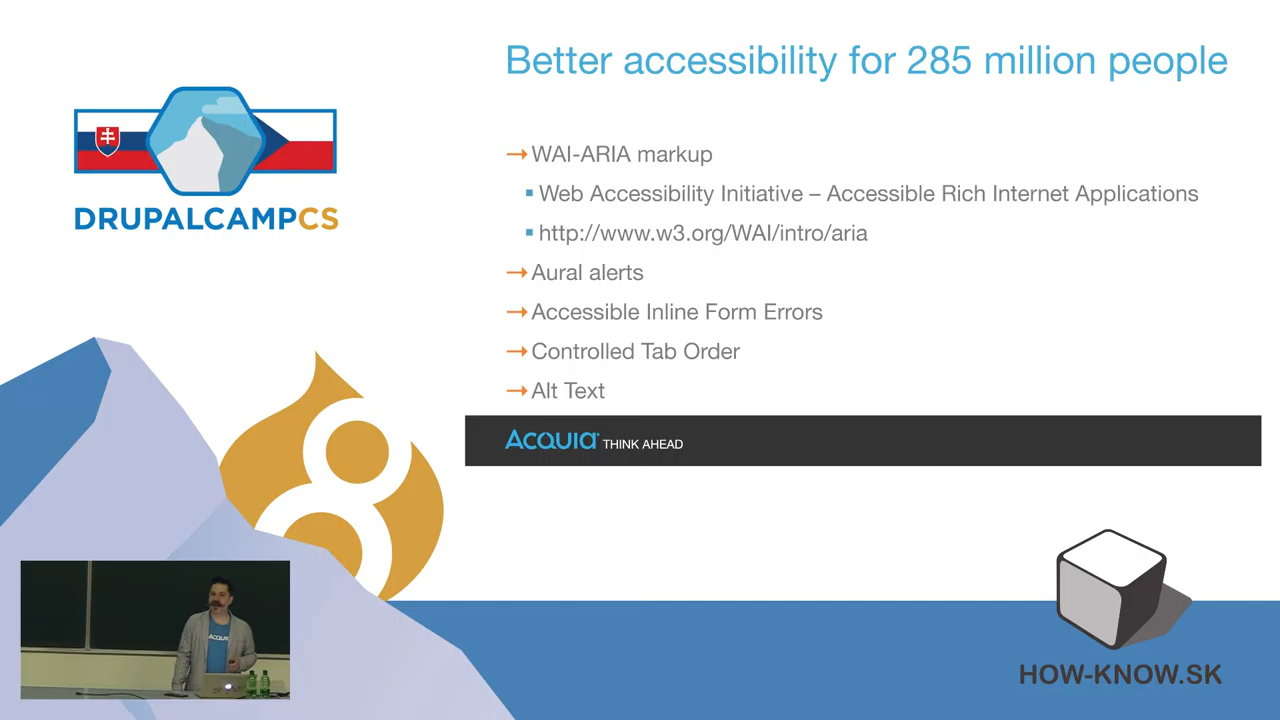 Better accessibility for 285 million people
DRUPALCAMPCS
→ WAI-ARIA markup
▪ Web Accessibility Initiative – Accessible Rich Internet Applications
▪ http://www.w3.org/WAI/intro/aria
→ Aural alerts
→ Accessible Inline Form Errors
→ Controlled Tab Order
→ Alt Text
ACQUIA THINK AHEAD
8
ACQUIA
HOW-KNOW.SK